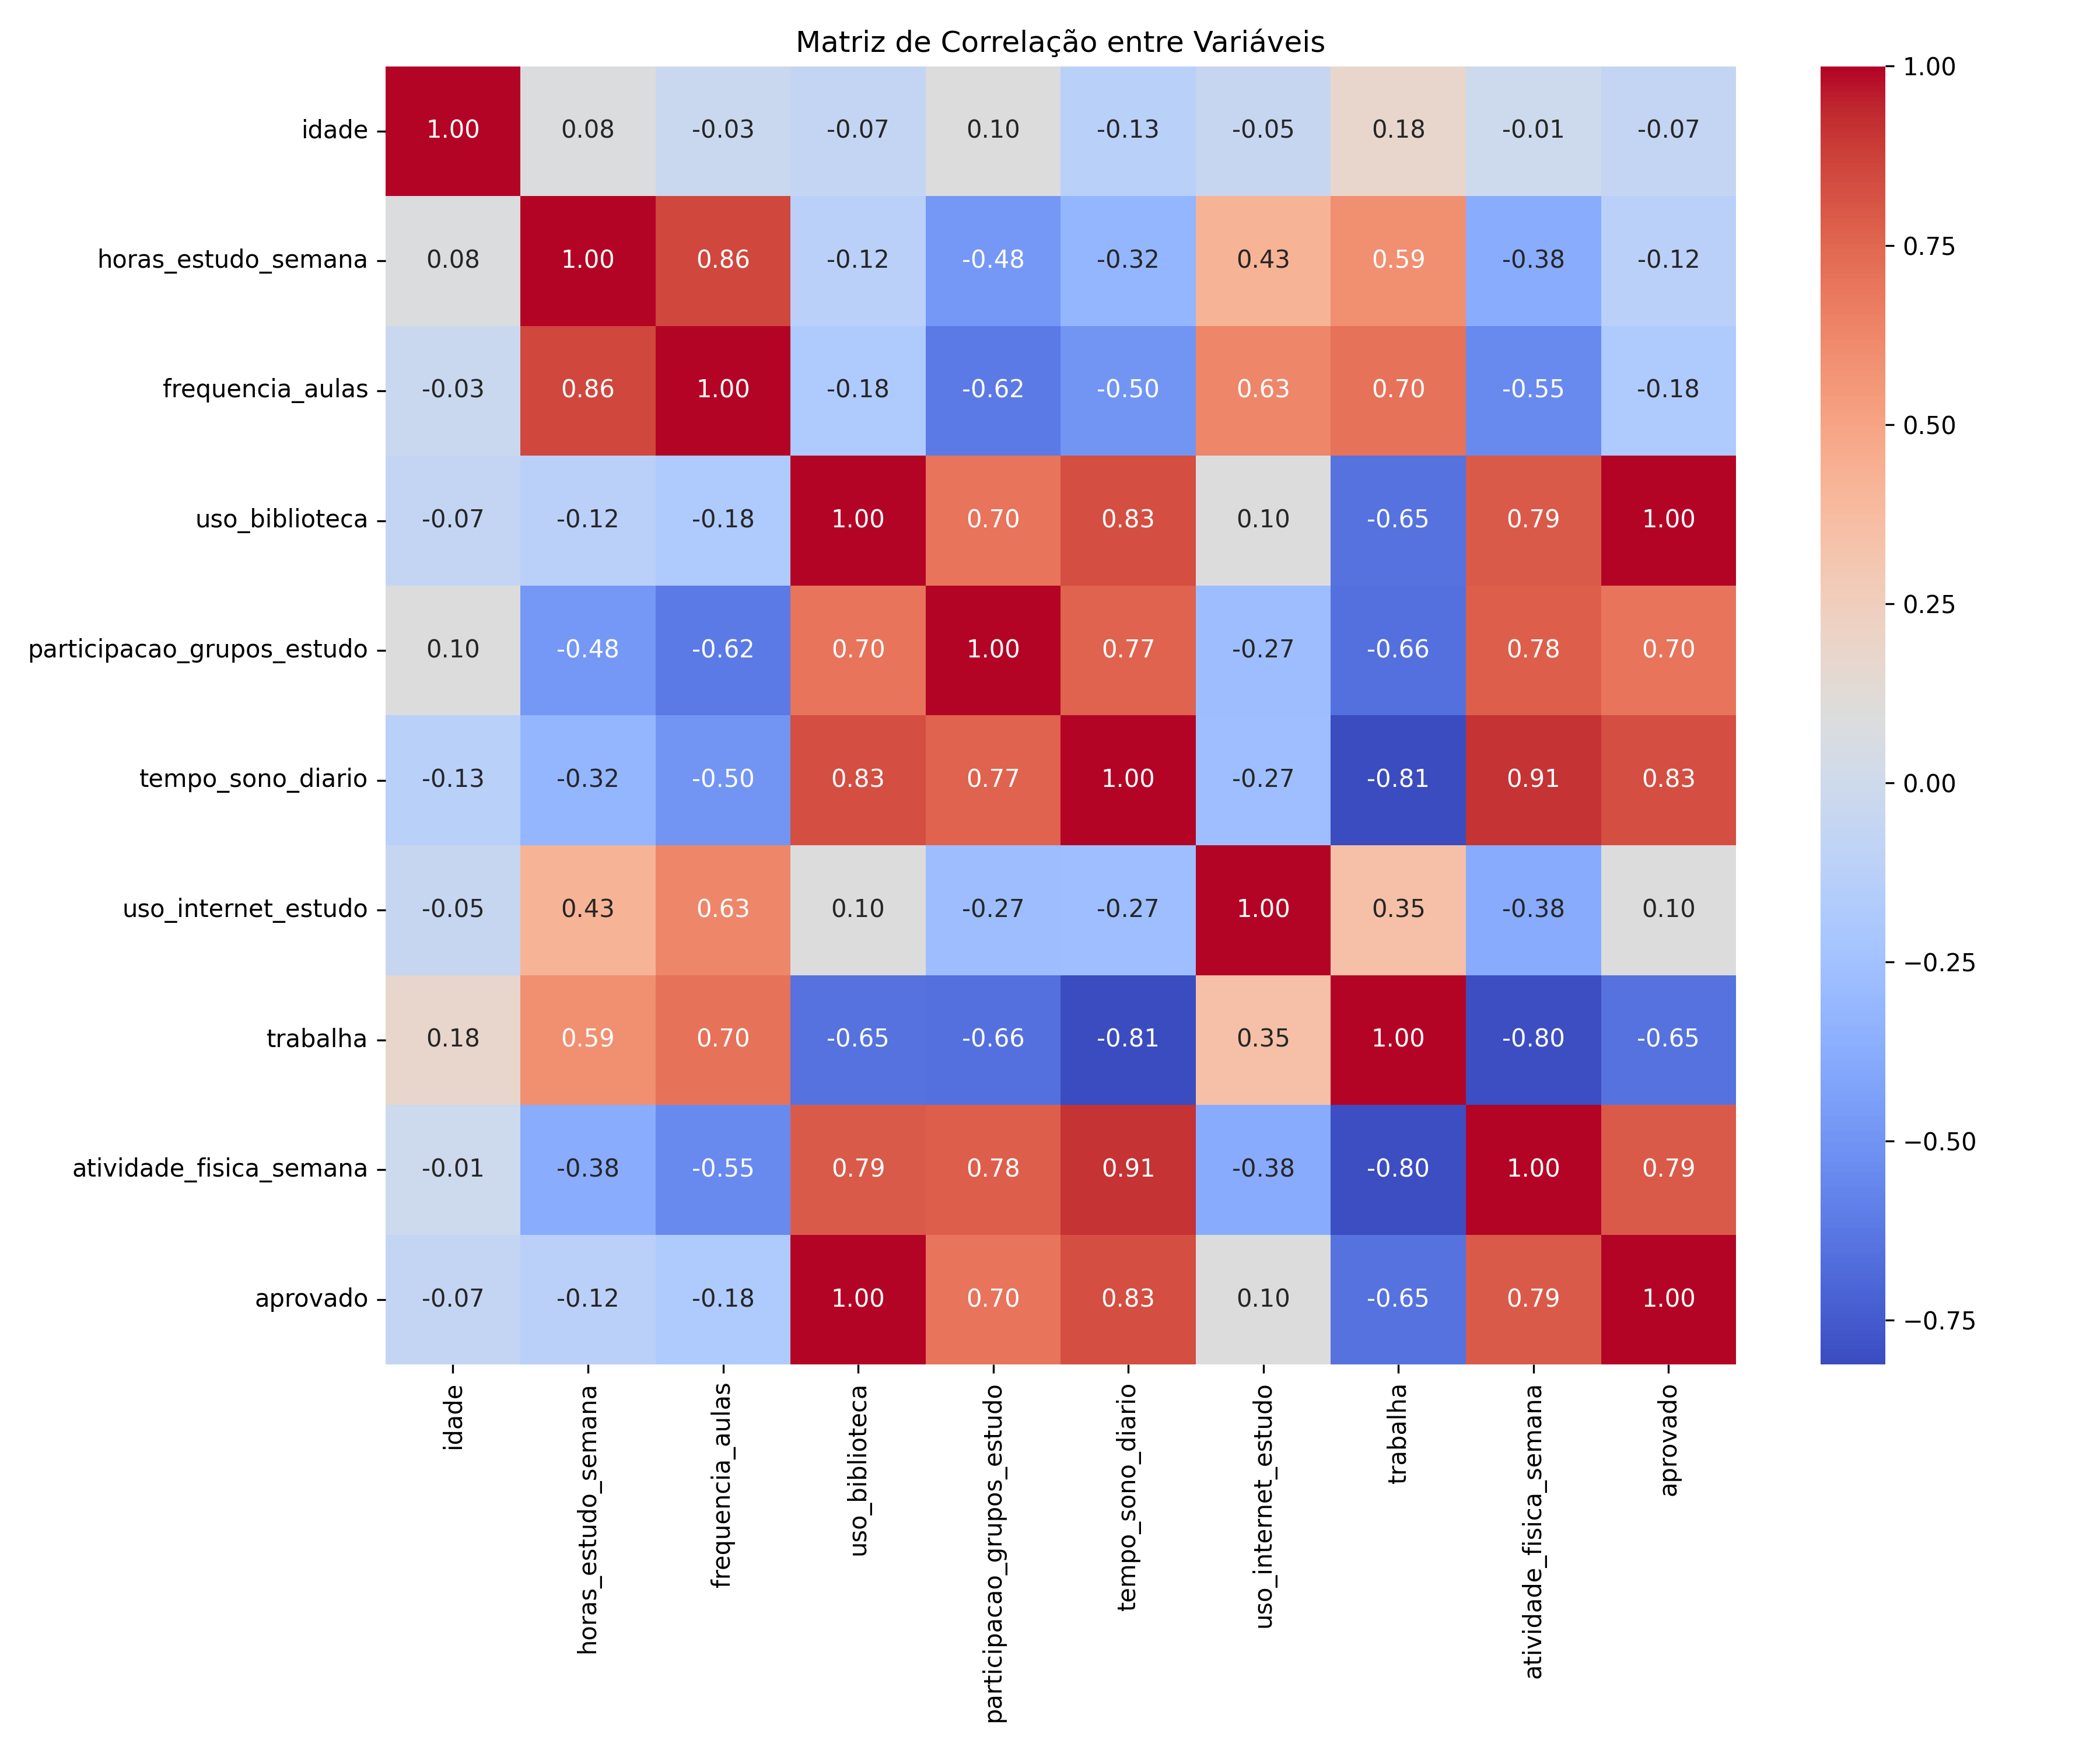 Matriz de Correlação entre Variáveis
idade 1.00 0.08 -0.03 -0.07 0.10 -0.13 -0.05 0.18 -0.01 -0.07
horas_estudo_semana 0.08 1.00 0.86 -0.12 -0.48 -0.32 0.43 0.59 -0.38 -0.12
frequencia_aulas -0.03 0.86 1.00 -0.18 -0.62 -0.50 0.63 0.70 -0.55 -0.18
uso_biblioteca -0.07 -0.12 -0.18 1.00 0.70 0.83 0.10 -0.65 0.79 1.00
participacao_grupos_estudo 0.10 -0.48 -0.62 0.70 1.00 0.77 -0.27 -0.66 0.78 0.70
tempo_sono_diario -0.13 -0.32 -0.50 0.83 0.77 1.00 -0.27 -0.81 0.91 0.83
uso_internet_estudo -0.05 0.43 0.63 0.10 -0.27 -0.27 1.00 0.35 -0.38 0.10
trabalha 0.18 0.59 0.70 -0.65 -0.66 -0.81 0.35 1.00 -0.80 -0.65
atividade_fisica_semana -0.01 -0.38 -0.55 0.79 0.78 0.91 -0.38 -0.80 1.00 0.79
aprovado -0.07 -0.12 -0.18 1.00 0.70 0.83 0.10 -0.65 0.79 1.00
idade
horas_estudo_semana
frequencia_aulas
uso_biblioteca
participacao_grupos_estudo
tempo_sono_diario
uso_internet_estudo
trabalha
atividade_fisica_semana
aprovado
1.00
0.75
0.50
0.25
0.00
−0.25
−0.50
−0.75